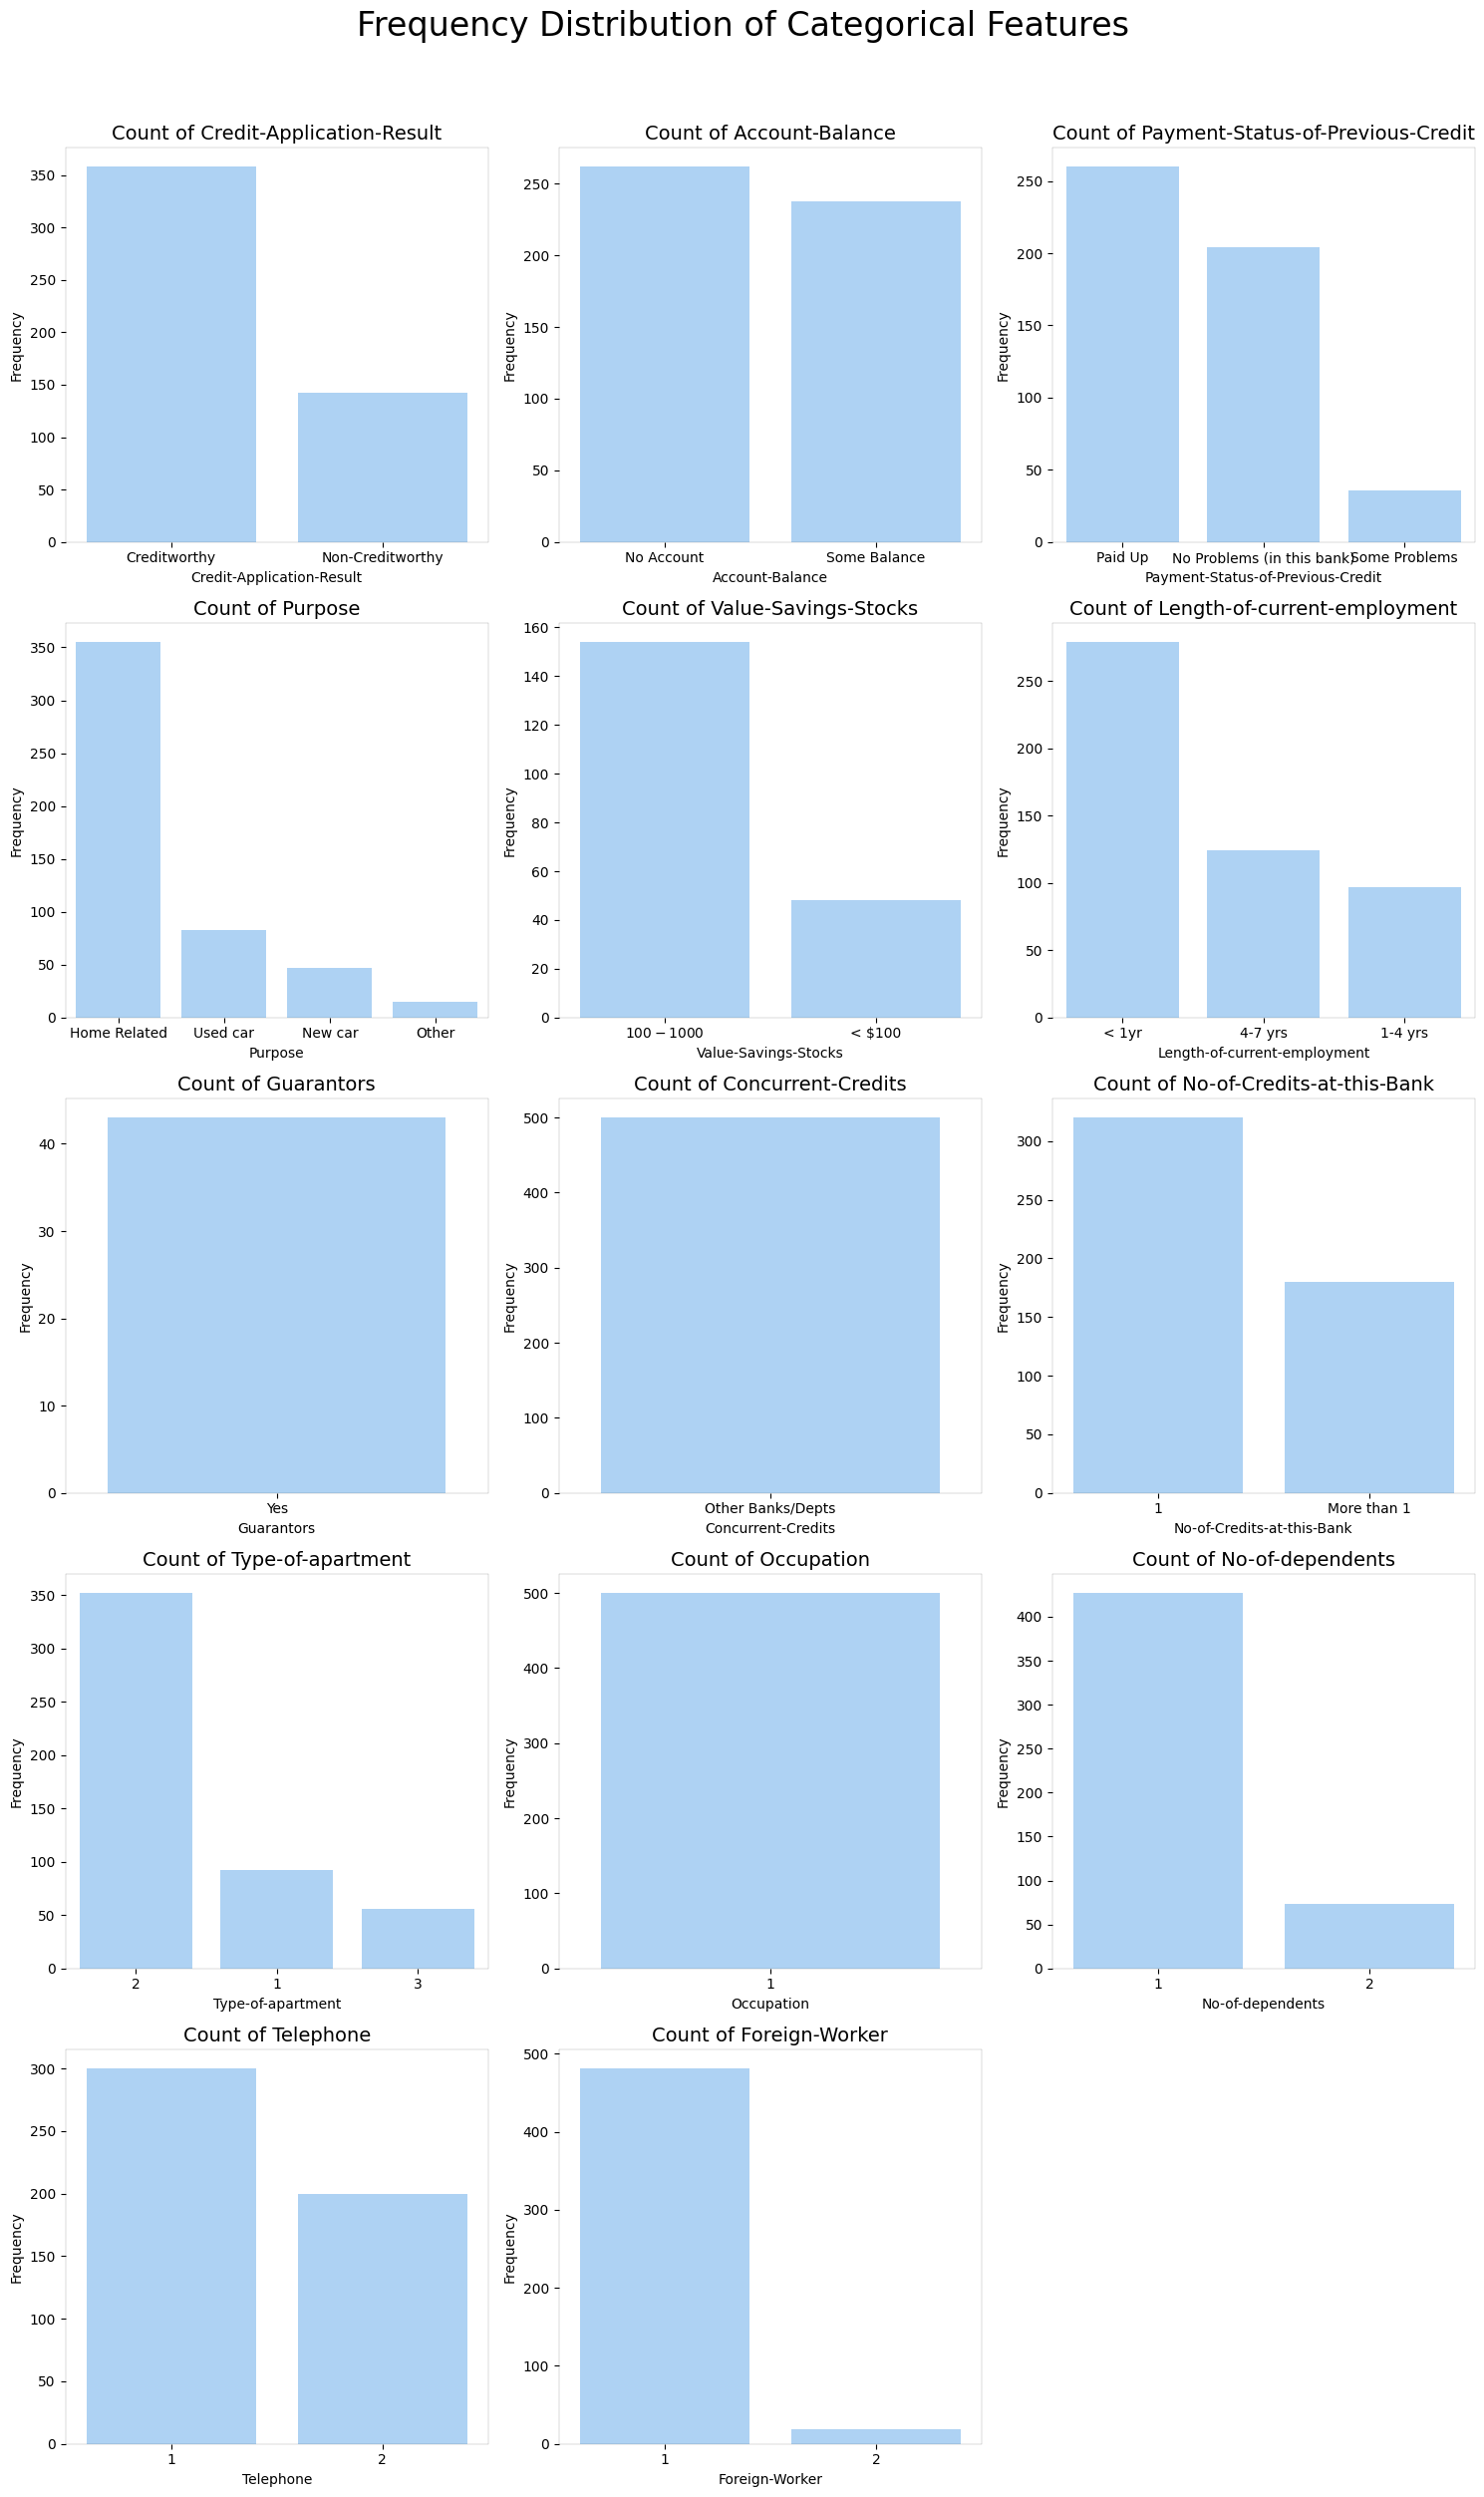 Frequency Distribution of Categorical Features
Count of Credit-Application-Result
Frequency
350
300
250
200
150
100
50
0
Creditworthy Non-Creditworthy
Credit-Application-Result
Count of Account-Balance
Frequency
250
200
150
100
50
0
No Account Some Balance
Account-Balance
Count of Payment-Status-of-Previous-Credit
Frequency
250
200
150
100
50
0
Paid Up No Problems (in this bank) Some Problems
Payment-Status-of-Previous-Credit
Count of Purpose
Frequency
350
300
250
200
150
100
50
0
Home Related Used car New car Other
Purpose
Count of Value-Savings-Stocks
Frequency
160
140
120
100
80
60
40
20
0
100 − 1000 < $100
Value-Savings-Stocks
Count of Length-of-current-employment
Frequency
250
200
150
100
50
0
< 1yr 4-7 yrs 1-4 yrs
Length-of-current-employment
Count of Guarantors
Frequency
40
30
20
10
0
Yes
Guarantors
Count of Concurrent-Credits
Frequency
500
400
300
200
100
0
Other Banks/Depts
Concurrent-Credits
Count of No-of-Credits-at-this-Bank
Frequency
300
250
200
150
100
50
0
1 More than 1
No-of-Credits-at-this-Bank
Count of Type-of-apartment
Frequency
350
300
250
200
150
100
50
0
2 1 3
Type-of-apartment
Count of Occupation
Frequency
500
400
300
200
100
0
1
Occupation
Count of No-of-dependents
Frequency
400
350
300
250
200
150
100
50
0
1 2
No-of-dependents
Count of Telephone
Frequency
300
250
200
150
100
50
0
1 2
Telephone
Count of Foreign-Worker
Frequency
500
400
300
200
100
0
1 2
Foreign-Worker